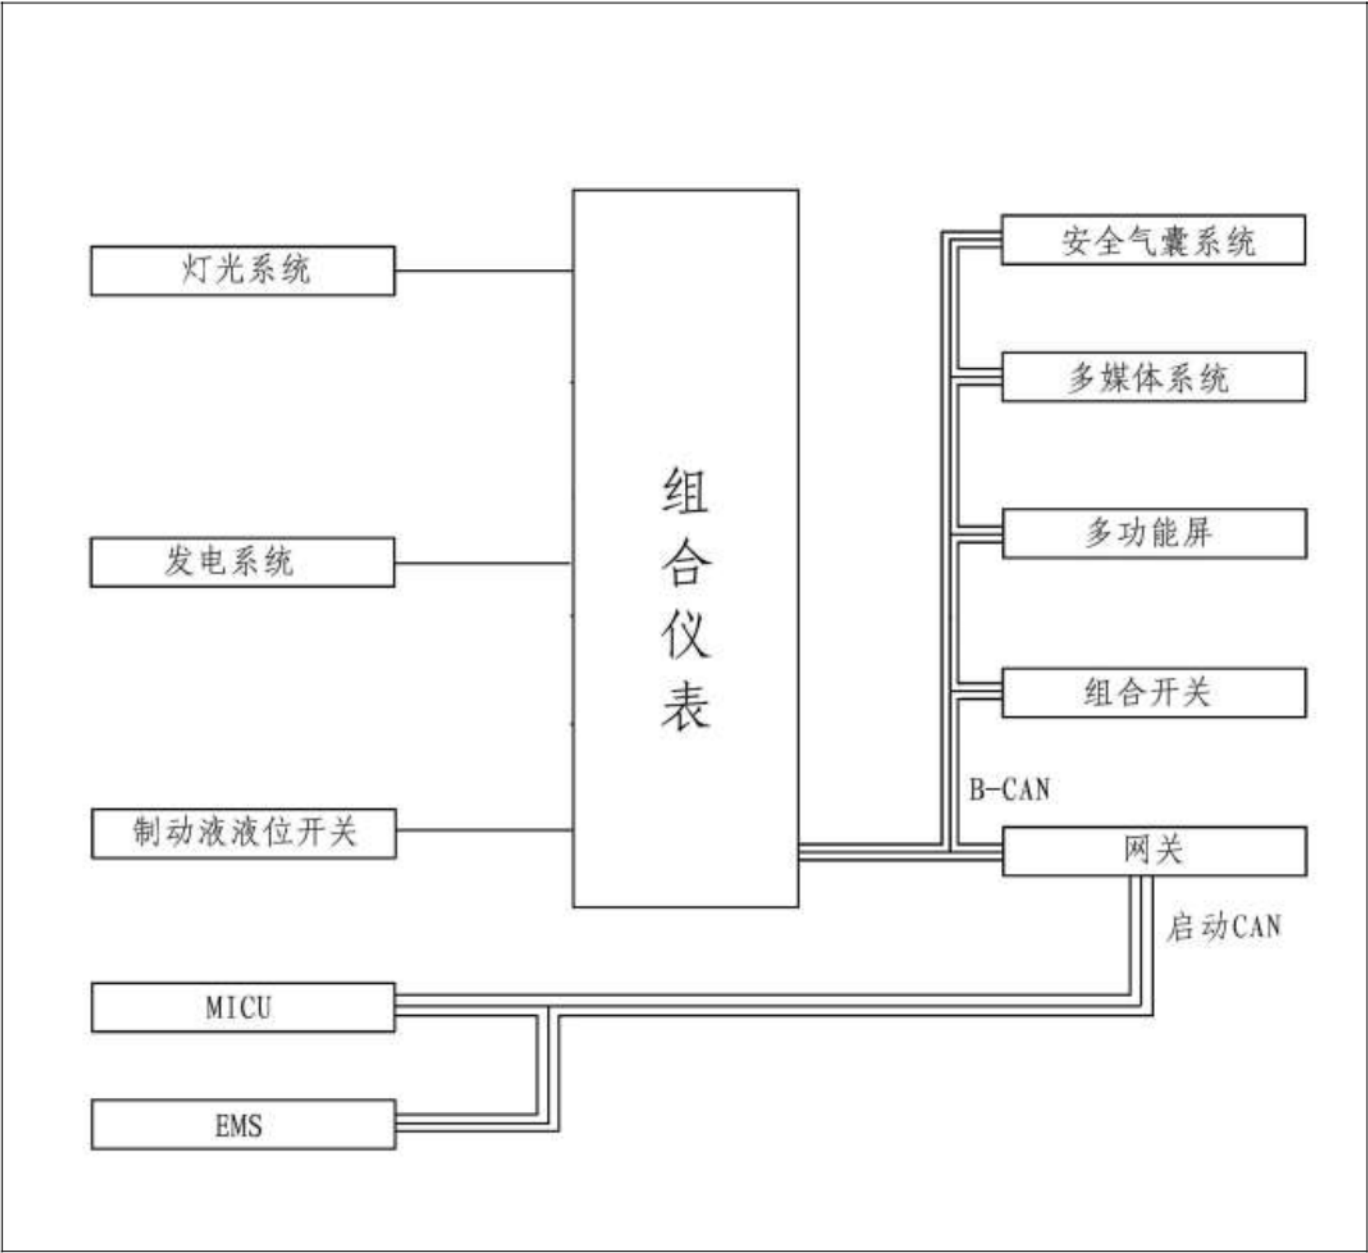 灯光系统
发电系统
制动液液位开关
MICU
EMS
组合仪表
安全气囊系统
多媒体系统
多功能屏
组合开关
B-CAN
网关
启动CAN